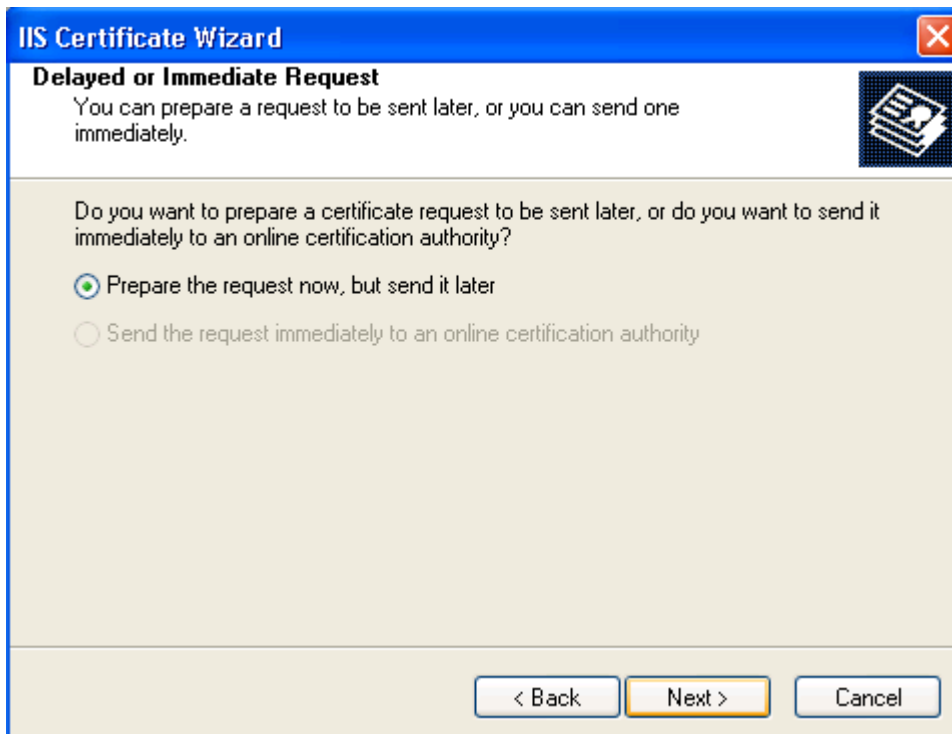 IIS Certificate Wizard
Delayed or Immediate Request
You can prepare a request to be sent later, or you can send one
immediately.
Do you want to prepare a certificate request to be sent later, or do you want to send it
immediately to an online certification authority?
Prepare the request now, but send it later
Send the request immediately to an online certification authority
< Back
Next >
Cancel